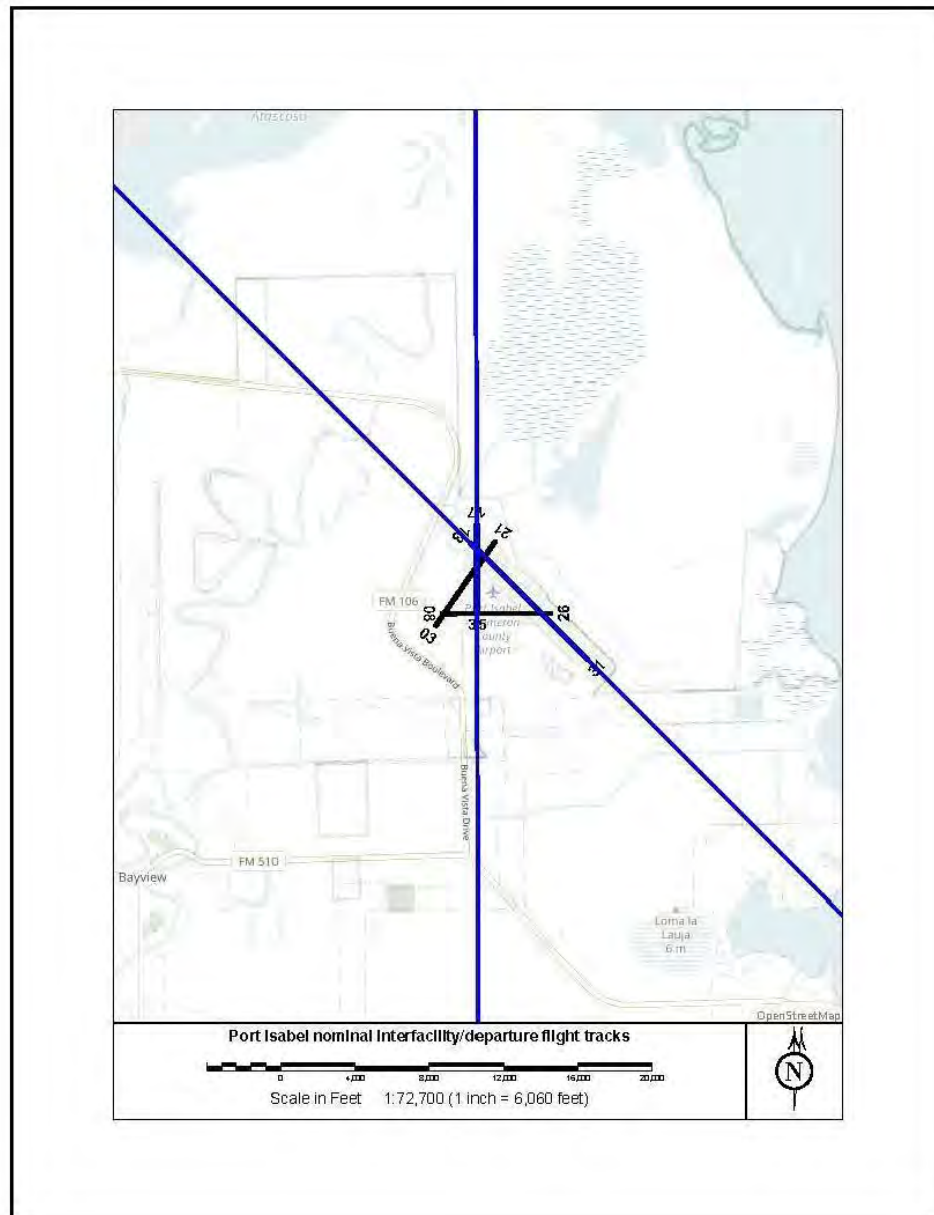 Atascosa
17
13
21
FM 106
08
03
35
26
Port Isabel
Cameron
County
Airport
Buena Vista Boulevard
31
Buena Vista Drive
FM 510
Bayview
Loma la
Lauja
6 m
OpenStreetMap
Port Isabel nominal interfacility/departure flight tracks
0 4,000 8,000 12,000 16,000 20,000
Scale in Feet 1:72,700 (1 inch = 6,060 feet)
N